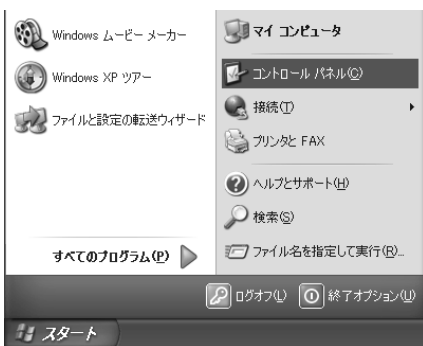 Windows ムービー メーカー
Windows XP ツアー
ファイルと設定の転送ウィザード
すべてのプログラム(P)
マイ コンピュータ
コントロール パネル(C)
接続(T)
プリンタと FAX
ヘルプとサポート(H)
検索(S)
ファイル名を指定して実行(R)...
ログオフ(L)
終了オプション(U)
スタート